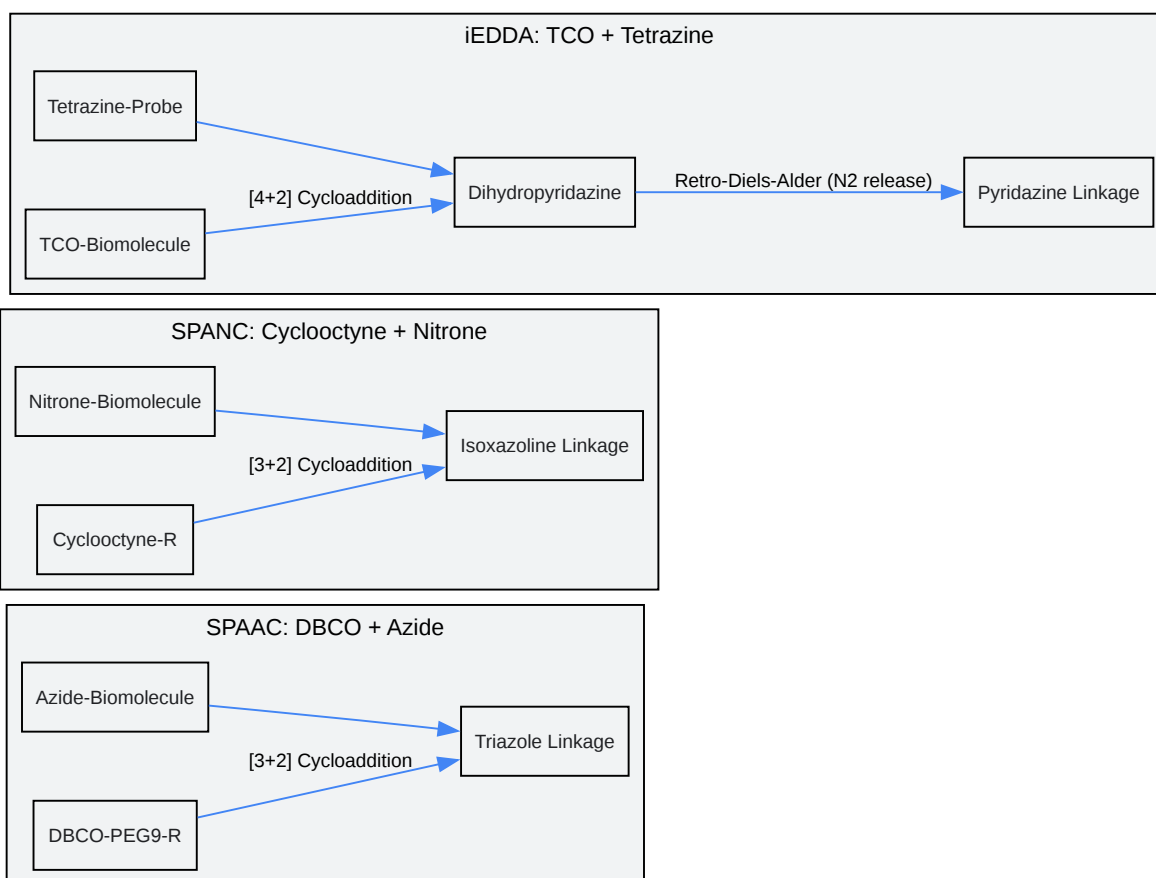 iEDDA: TCO + Tetrazine
Tetrazine-Probe
[4+2] Cycloaddition
TCO-Biomolecule
Dihydropyridazine
Retro-Diels-Alder (N2 release)
Pyridazine Linkage
SPANC: Cyclooctyne + Nitrone
Nitrone-Biomolecule
[3+2] Cycloaddition
Cyclooctyne-R
Isoxazoline Linkage
SPAAC: DBCO + Azide
Azide-Biomolecule
[3+2] Cycloaddition
DBCO-PEG9-R
Triazole Linkage